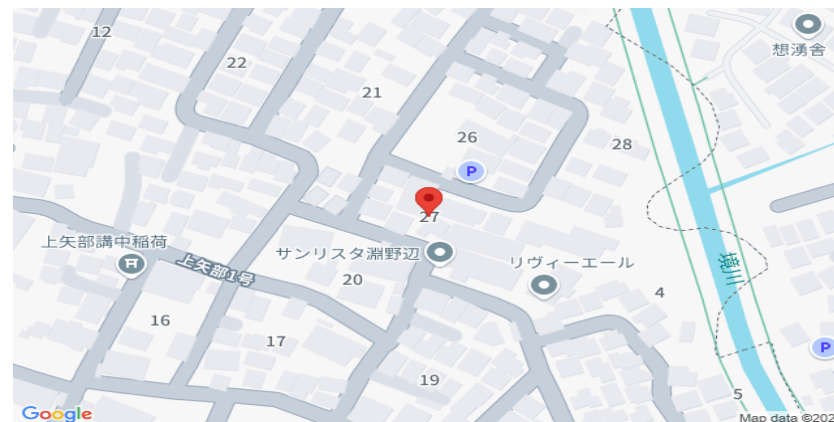 12
22
21
26
28
P
27
想湧舎
上矢部講中稲荷
上矢部1号
サンリスタ淵野辺
リヴィーエール
境川
20
4
16
17
19
5
P
Google
Map data ©202